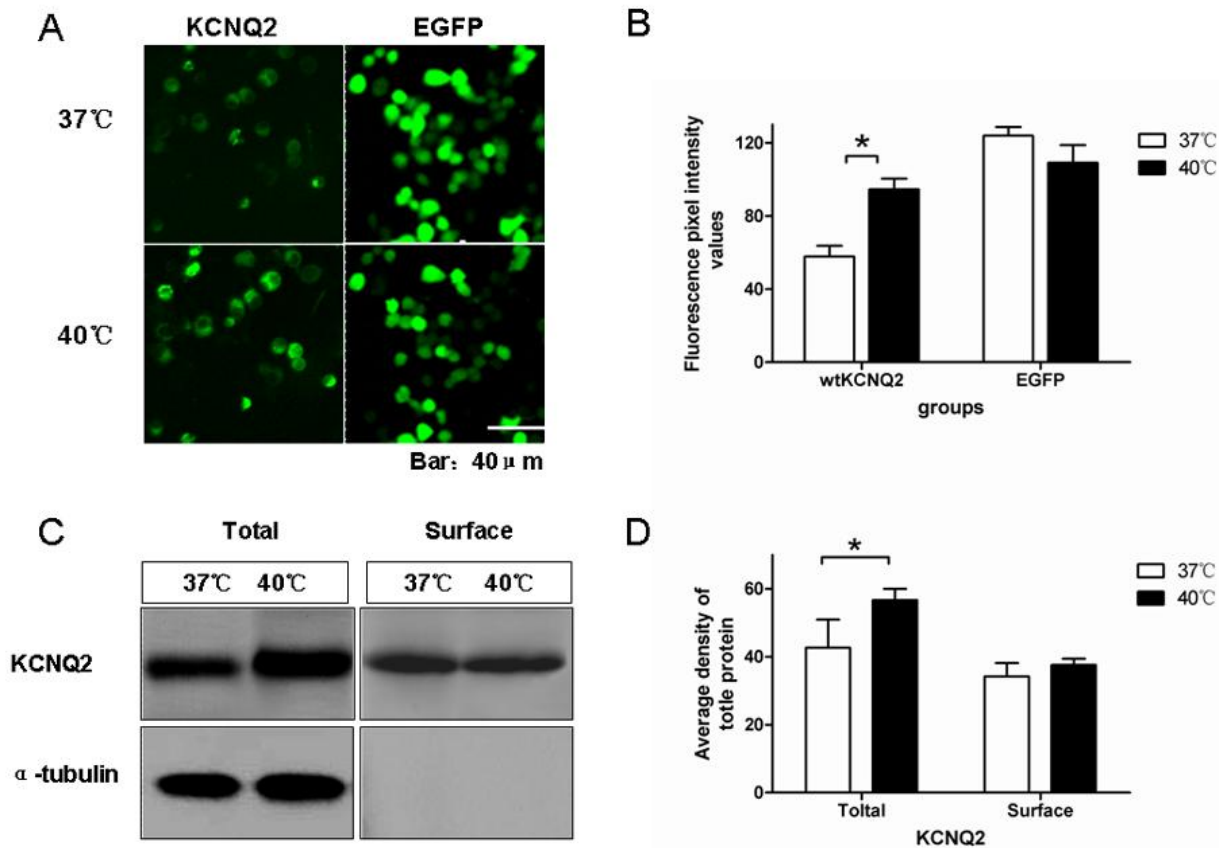 A
KCNQ2 EGFP
37℃
40℃
Bar: 40 μm
B
Fluorescence pixel intensity
values
120
80
40
0
*
37℃
40℃
wtKCNQ2 EGFP
groups
C
Total Surface
37℃ 40℃ 37℃ 40℃
KCNQ2
α-tubulin
D
Average density of
totle protein
60
40
20
0
*
37℃
40℃
Toltal Surface
KCNQ2